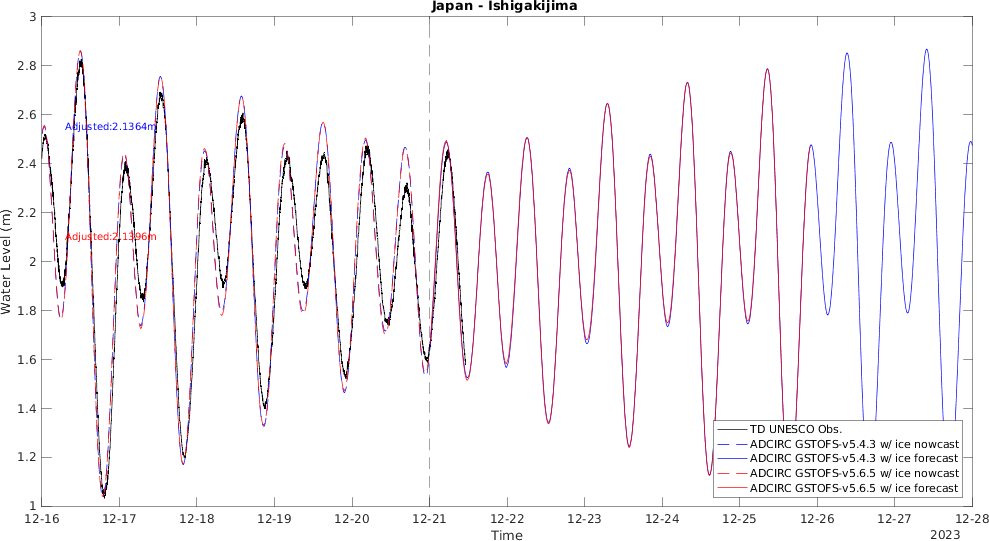 Japan - Ishigakijima
Water Level (m)
3
2.8
2.6
2.4
2.2
2
1.8
1.6
1.4
1.2
1
Adjusted:2.1364m
Adjusted:2.1396m
TD UNESCO Obs.
ADCIRC GSTOFS-v5.4.3 w/ ice nowcast
ADCIRC GSTOFS-v5.4.3 w/ ice forecast
ADCIRC GSTOFS-v5.6.5 w/ ice nowcast
ADCIRC GSTOFS-v5.6.5 w/ ice forecast
12-16 12-17 12-18 12-19 12-20 12-21 12-22 12-23 12-24 12-25 12-26 12-27 12-28
Time
2023